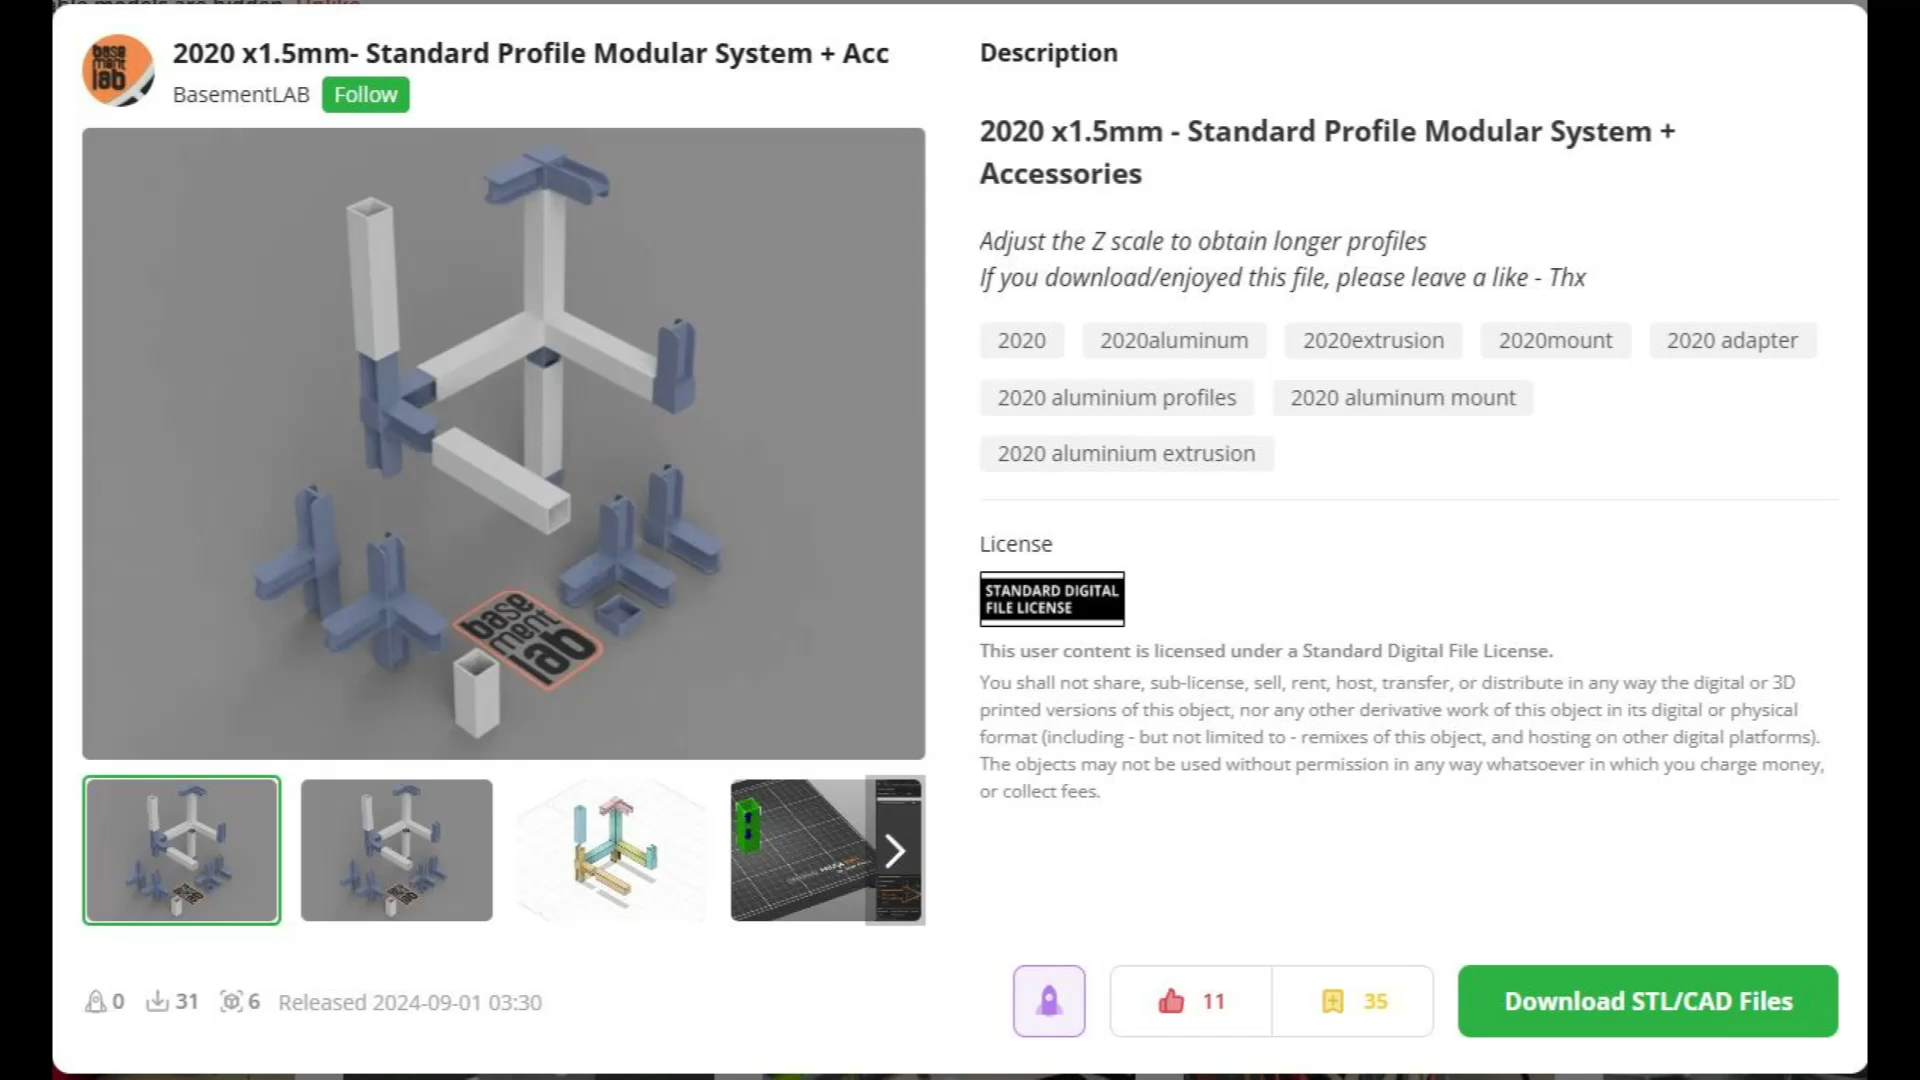 2020 x1.5mm- Standard Profile Modular System + Acc
BasementLAB
Follow
base
ment
lab
base
ment
lab
0
31
6
Released 2024-09-01 03:30
Description
2020 x1.5mm - Standard Profile Modular System +
Accessories
Adjust the Z scale to obtain longer profiles
If you download/enjoyed this file, please leave a like - Thx
2020
2020aluminum
2020extrusion
2020mount
2020 adapter
2020 aluminium profiles
2020 aluminum mount
2020 aluminium extrusion
License
STANDARD DIGITAL
FILE LICENSE
This user content is licensed under a Standard Digital File License.
You shall not share, sub-license, sell, rent, host, transfer, or distribute in any way the digital or 3D
printed versions of this object, nor any other derivative work of this object in its digital or physical
format (including - but not limited to - remixes of this object, and hosting on other digital platforms).
The objects may not be used without permission in any way whatsoever in which you charge money,
or collect fees.
11
35
Download STL/CAD Files